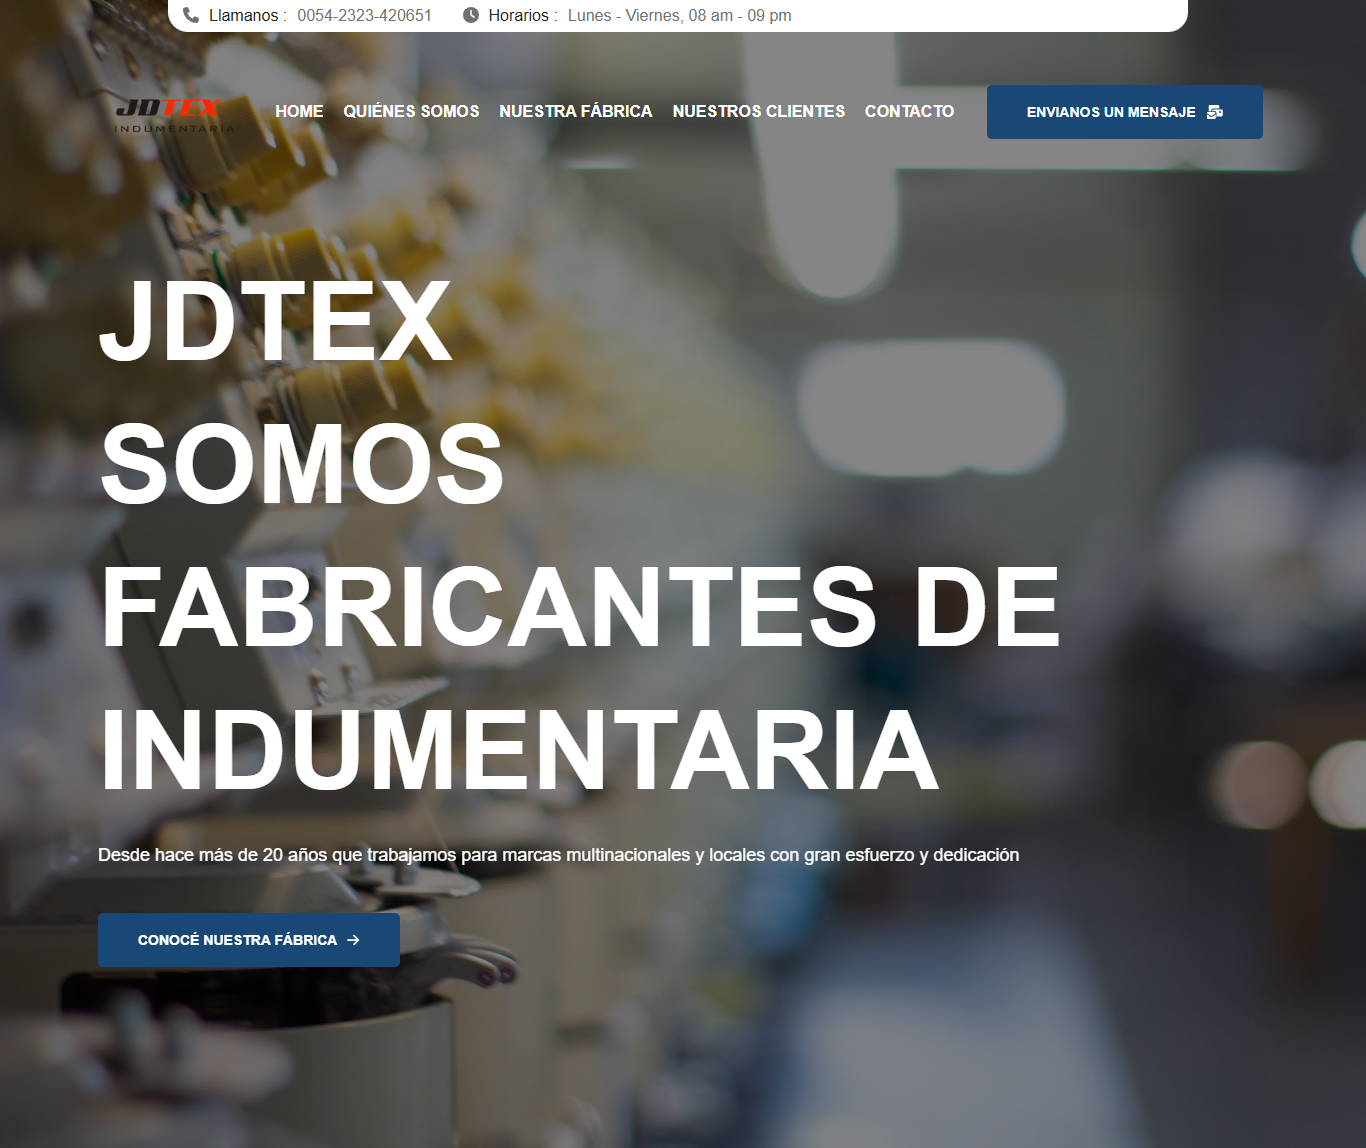 Llamanos : 0054-2323-420651 Horarios : Lunes - Viernes, 08 am - 09 pm
JDTEX
INDUMENTARIA
HOME QUIÉNES SOMOS NUESTRA FÁBRICA NUESTROS CLIENTES CONTACTO ENVIANOS UN MENSAJE
JDTEX
SOMOS
FABRICANTES DE
INDUMENTARIA
Desde hace más de 20 años que trabajamos para marcas multinacionales y locales con gran esfuerzo y dedicación
CONOCÉ NUESTRA FÁBRICA